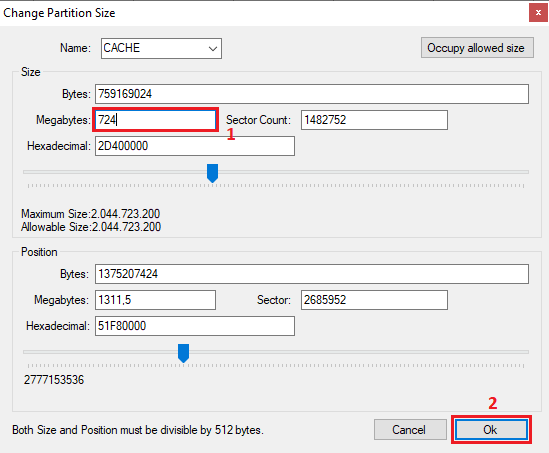 Change Partition Size x
Name: CACHE Occupy allowed size
Size
Bytes: 759169024
Megabytes: 724 Sector Count: 1482752
1
Hexadecimal: 2D400000
Maximum Size:2.044.723.200
Allowable Size:2.044.723.200
Position
Bytes: 1375207424
Megabytes: 1311,5 Sector: 2685952
Hexadecimal: 51F80000
2777153536
2
Both Size and Position must be divisible by 512 bytes. Cancel Ok